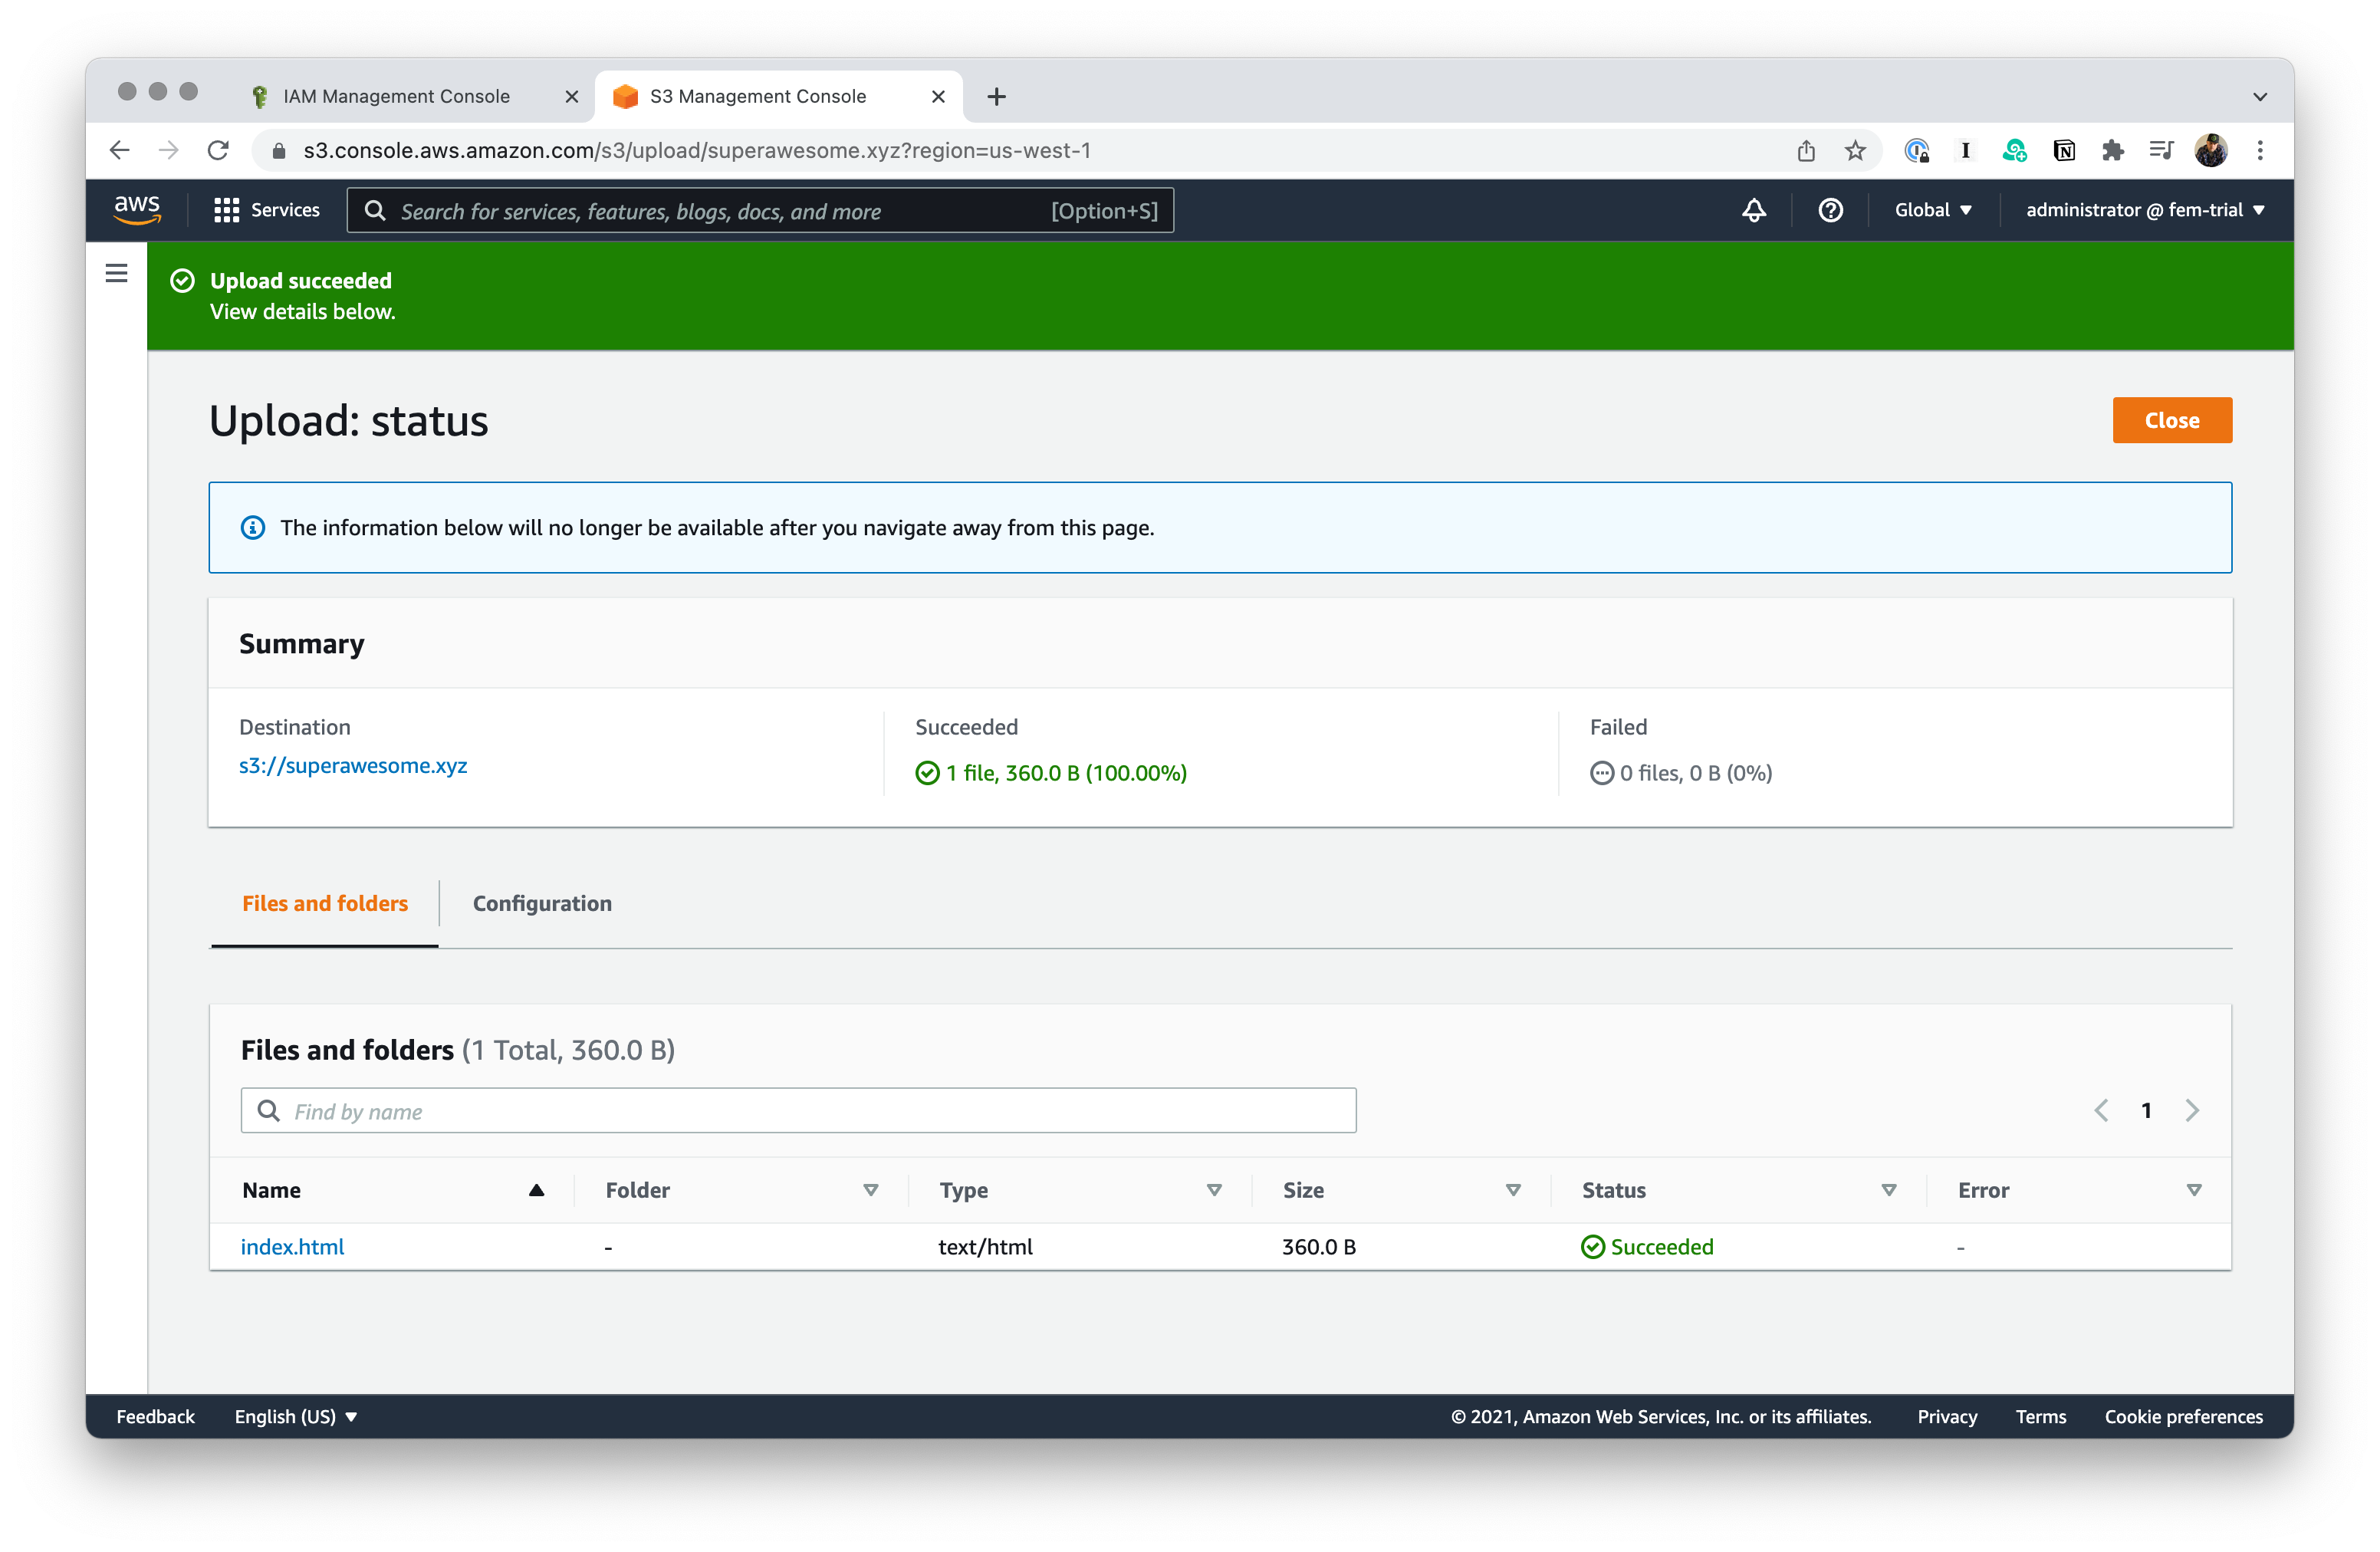 IAM Management Console
S3 Management Console
s3.console.aws.amazon.com/s3/upload/superawesome.xyz?region=us-west-1
aws
Services
Search for services, features, blogs, docs, and more
[Option+S]
Global
administrator @ fem-trial
Upload succeeded
View details below.
Upload: status
Close
The information below will no longer be available after you navigate away from this page.
Summary
Destination
s3://superawesome.xyz
Succeeded
1 file, 360.0 B (100.00%)
Failed
0 files, 0 B (0%)
Files and folders
Configuration
Files and folders (1 Total, 360.0 B)
Find by name
1
Name Folder Type Size Status Error
index.html - text/html 360.0 B Succeeded -
Feedback English (US) © 2021, Amazon Web Services, Inc. or its affiliates. Privacy Terms Cookie preferences